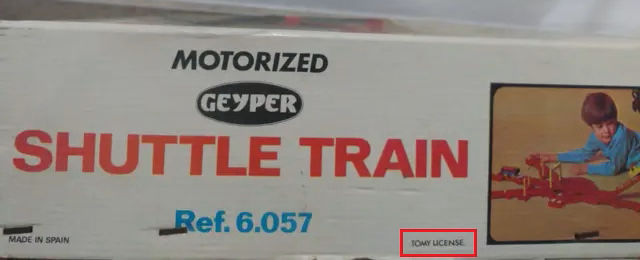 MOTORIZED
GEYPER
SHUTTLE TRAIN
Ref. 6.057
MADE IN SPAIN
TOMY LICENSE.